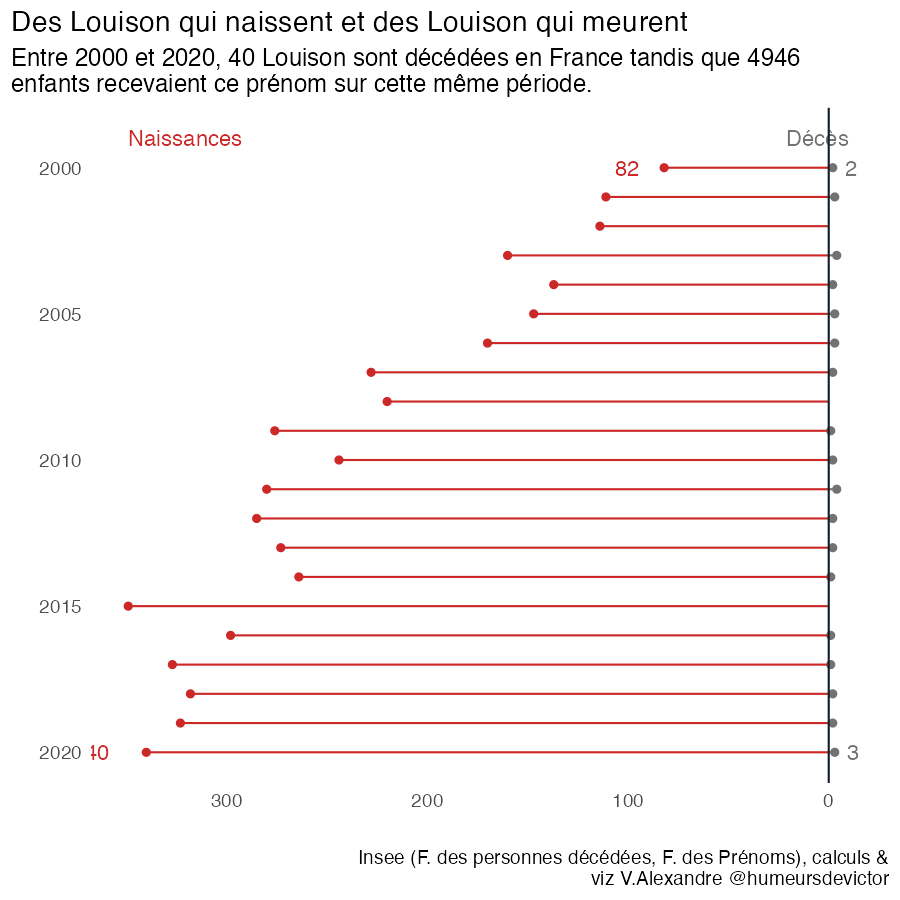 Des Louison qui naissent et des Louison qui meurent
Entre 2000 et 2020, 40 Louison sont décédées en France tandis que 4946
enfants recevaient ce prénom sur cette même période.
Naissances
Décès
2000
82
2
2005
2010
2015
2020
40
3
300
200
100
0
Insee (F. des personnes décédées, F. des Prénoms), calculs &
viz V.Alexandre @humeursdevictor